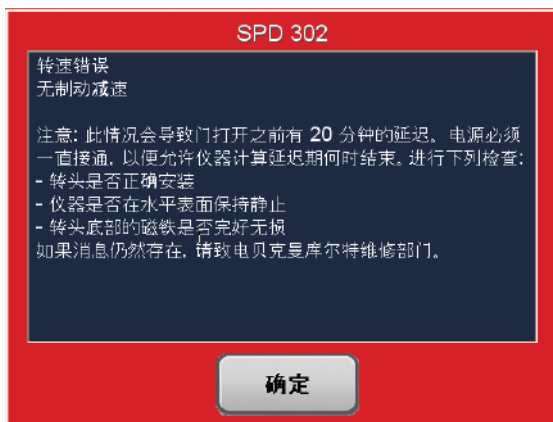 SPD 302
转速错误
无制动减速
注意: 此情况会导致门打开之前有 20 分钟的延迟。电源必须
一直接通, 以便允许仪器计算延迟期何时结束。进行下列检查:
- 转头是否正确安装
- 仪器是否在水平表面保持静止
- 转头底部的磁铁是否完好无损
如果消息仍然存在, 请致电贝克曼库尔特维修部门。
确定